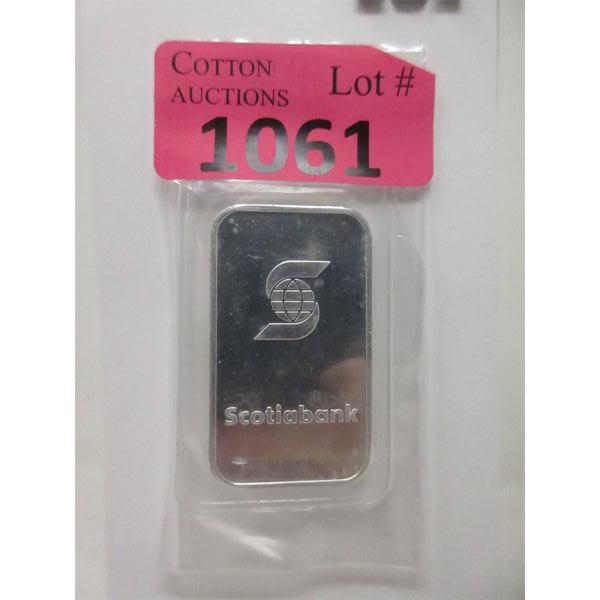 COTTON
AUCTIONS
Lot #
1061
Scotiabank